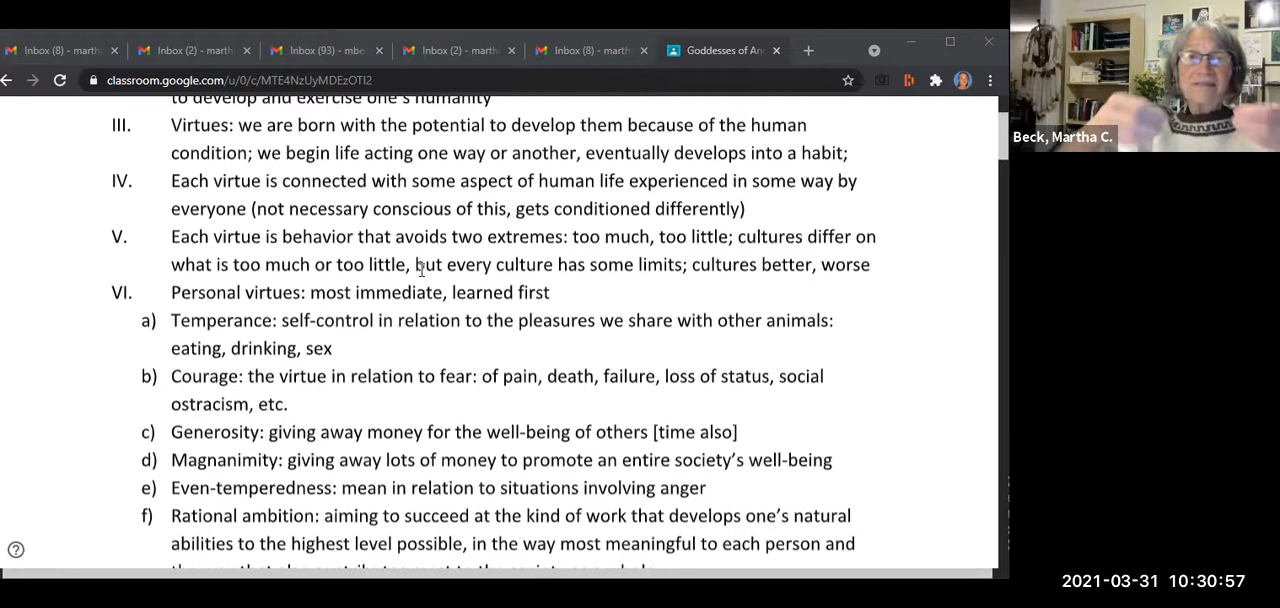 Inbox (8) - marth
Inbox (2) - marth
Inbox (93) - mbe
Inbox (2) - marth
Inbox (8) - marth
Goddesses of An
classroom.google.com/u/0/c/MTE4NzUyMDEzOTI2
Beck, Martha C.
to develop and exercise one's humanity
III. Virtues: we are born with the potential to develop them because of the human
condition; we begin life acting one way or another, eventually develops into a habit;
IV. Each virtue is connected with some aspect of human life experienced in some way by
everyone (not necessary conscious of this, gets conditioned differently)
V. Each virtue is behavior that avoids two extremes: too much, too little; cultures differ on
what is too much or too little, but every culture has some limits; cultures better, worse
VI. Personal virtues: most immediate, learned first
a) Temperance: self-control in relation to the pleasures we share with other animals:
eating, drinking, sex
b) Courage: the virtue in relation to fear: of pain, death, failure, loss of status, social
ostracism, etc.
c) Generosity: giving away money for the well-being of others [time also]
d) Magnanimity: giving away lots of money to promote an entire society's well-being
e) Even-temperedness: mean in relation to situations involving anger
f) Rational ambition: aiming to succeed at the kind of work that develops one's natural
abilities to the highest level possible, in the way most meaningful to each person and
2021-03-31 10:30:57